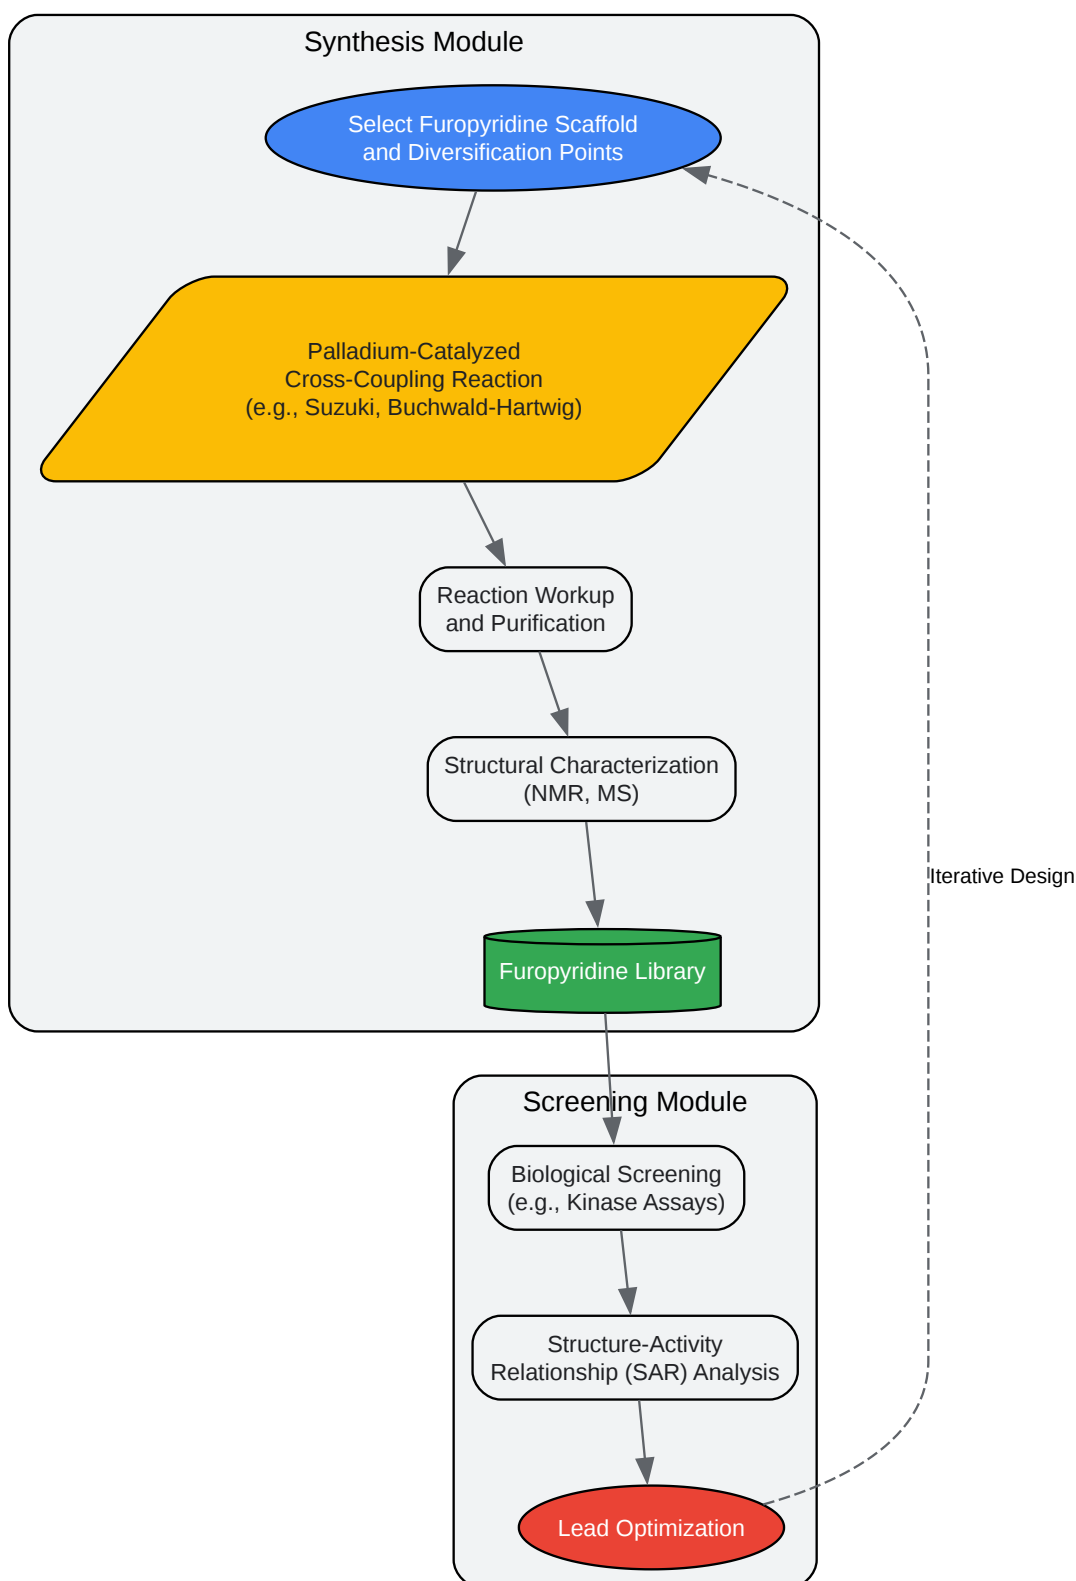 Synthesis Module
Select Furopyridine Scaffold
and Diversification Points
Palladium-Catalyzed
Cross-Coupling Reaction
(e.g., Suzuki, Buchwald-Hartwig)
Reaction Workup
and Purification
Structural Characterization
(NMR, MS)
Iterative Design
Furopyridine Library
Screening Module
Biological Screening
(e.g., Kinase Assays)
Structure-Activity
Relationship (SAR) Analysis
Lead Optimization